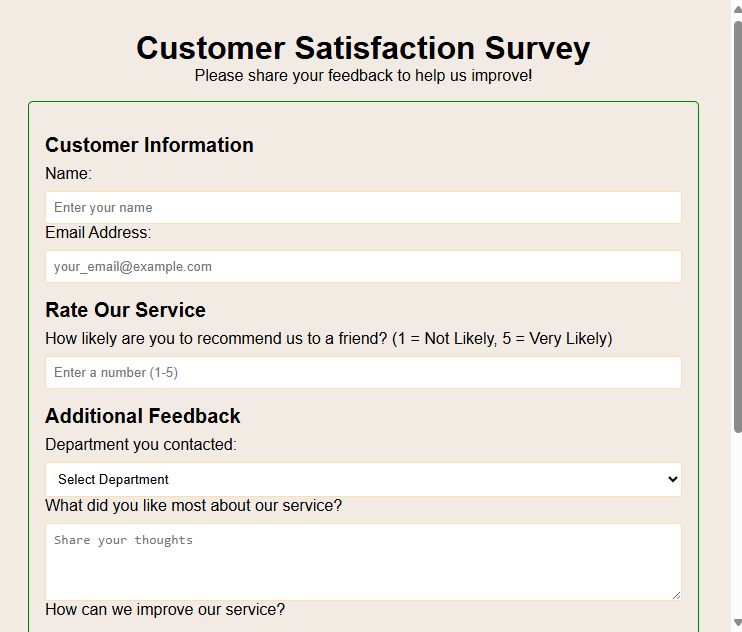 Customer Satisfaction Survey
Please share your feedback to help us improve!
Customer Information
Name:
Enter your name
Email Address:
your_email@example.com
Rate Our Service
How likely are you to recommend us to a friend? (1 = Not Likely, 5 = Very Likely)
Enter a number (1-5)
Additional Feedback
Department you contacted:
Select Department
What did you like most about our service?
Share your thoughts
How can we improve our service?